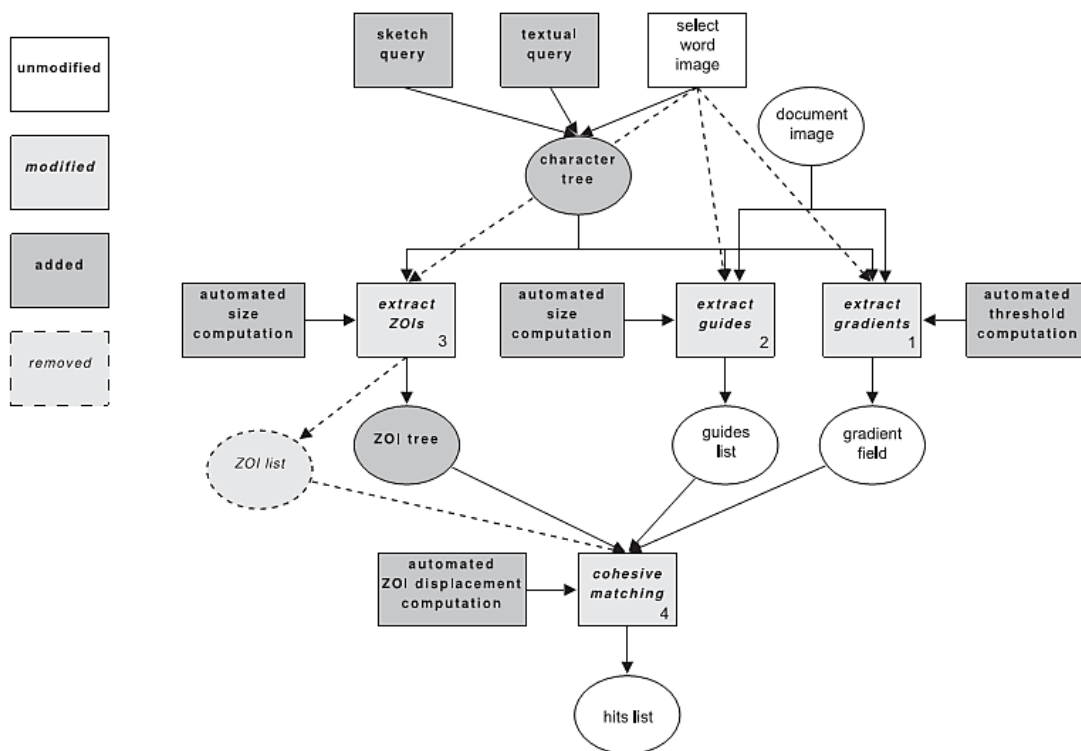 unmodified
modified
added
removed
sketch
query
textual
query
select
word
image
document
image
character
tree
automated
size
computation
extract
ZOIs
3
automated
size
computation
extract
guides
2
extract
gradients
1
automated
threshold
computation
ZOI list
ZOI tree
guides
list
gradient
field
automated
ZOI displacement
computation
cohesive
matching
4
hits list